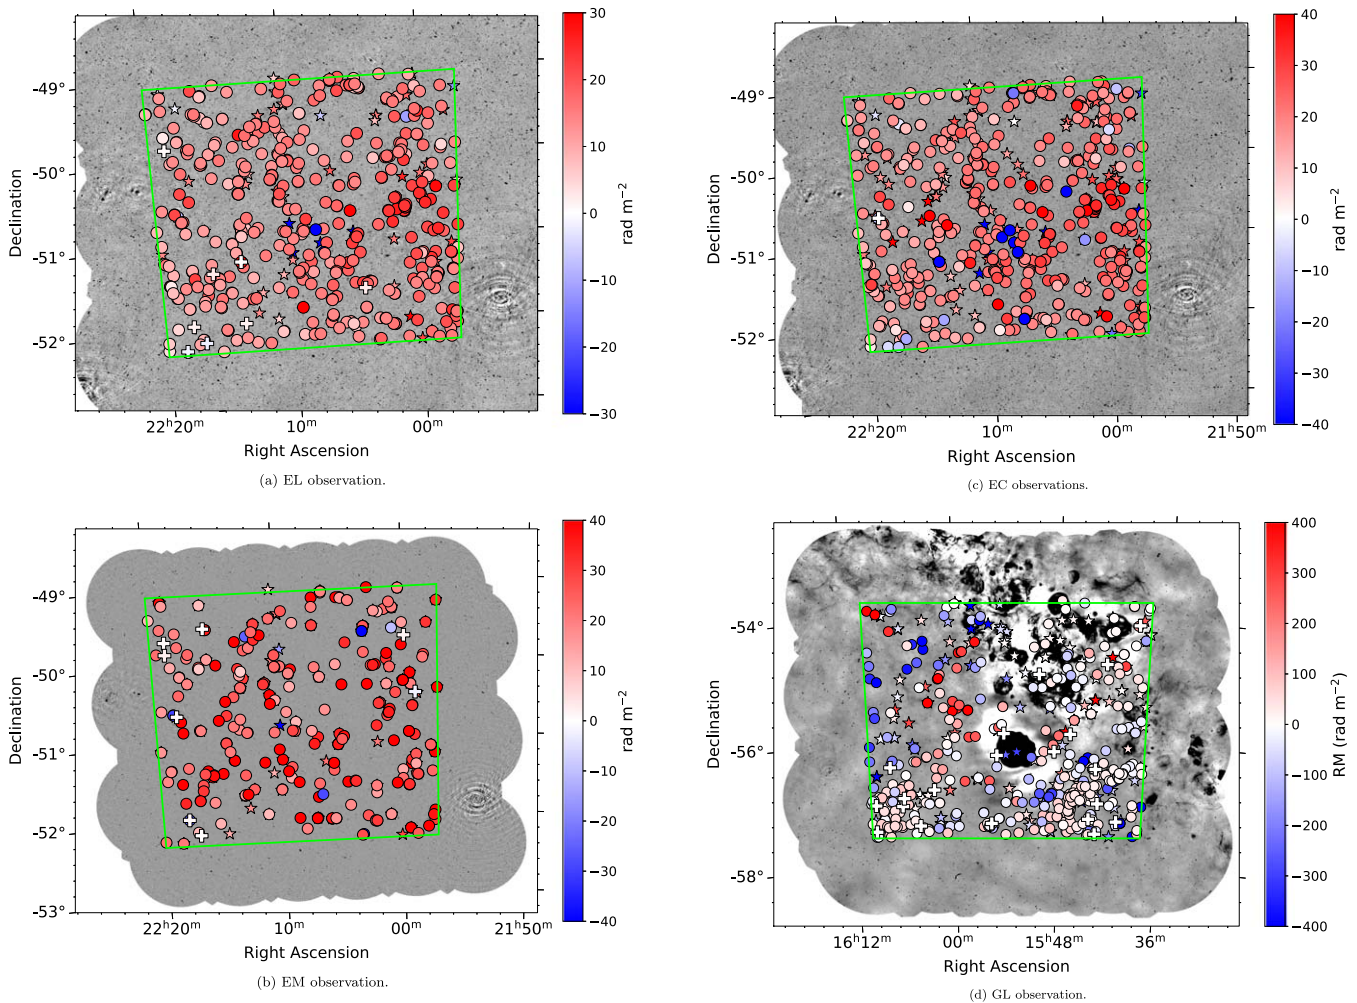 -49°
-50°
-51°
-52°
Declination
22ʰ20ᵐ
10ᵐ
00ᵐ
Right Ascension
30
20
10
0
−10
−20
−30
rad m⁻²
(a) EL observation.
-49°
-50°
-51°
-52°
Declination
22ʰ20ᵐ
10ᵐ
00ᵐ
21ʰ50ᵐ
Right Ascension
40
30
20
10
0
−10
−20
−30
−40
rad m⁻²
(c) EC observations.
-49°
-50°
-51°
-52°
-53°
Declination
22ʰ20ᵐ
10ᵐ
00ᵐ
21ʰ50ᵐ
Right Ascension
40
30
20
10
0
−10
−20
−30
−40
rad m⁻²
(b) EM observation.
-54°
-56°
-58°
Declination
16ʰ12ᵐ
00ᵐ
15ʰ48ᵐ
36ᵐ
Right Ascension
400
300
200
100
0
−100
−200
−300
−400
RM (rad m⁻²)
(d) GL observation.